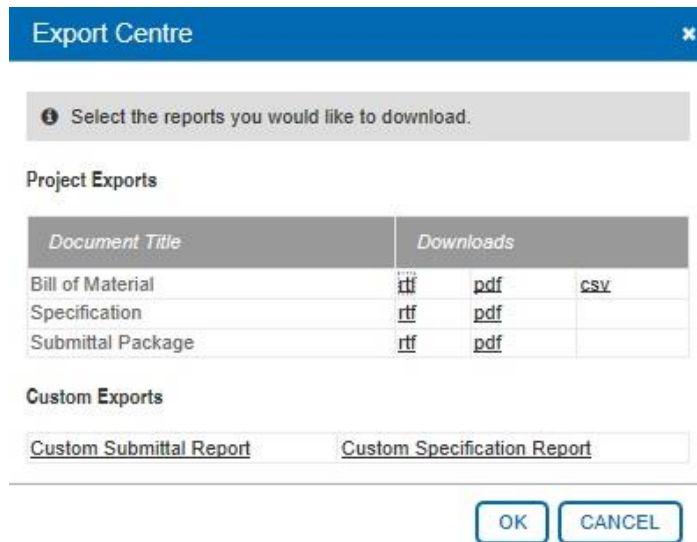 Export Centre
Select the reports you would like to download.
Project Exports
Document Title Downloads
Bill of Material rtf pdf csv
Specification rtf pdf
Submittal Package rtf pdf
Custom Exports
Custom Submittal Report Custom Specification Report
OK CANCEL